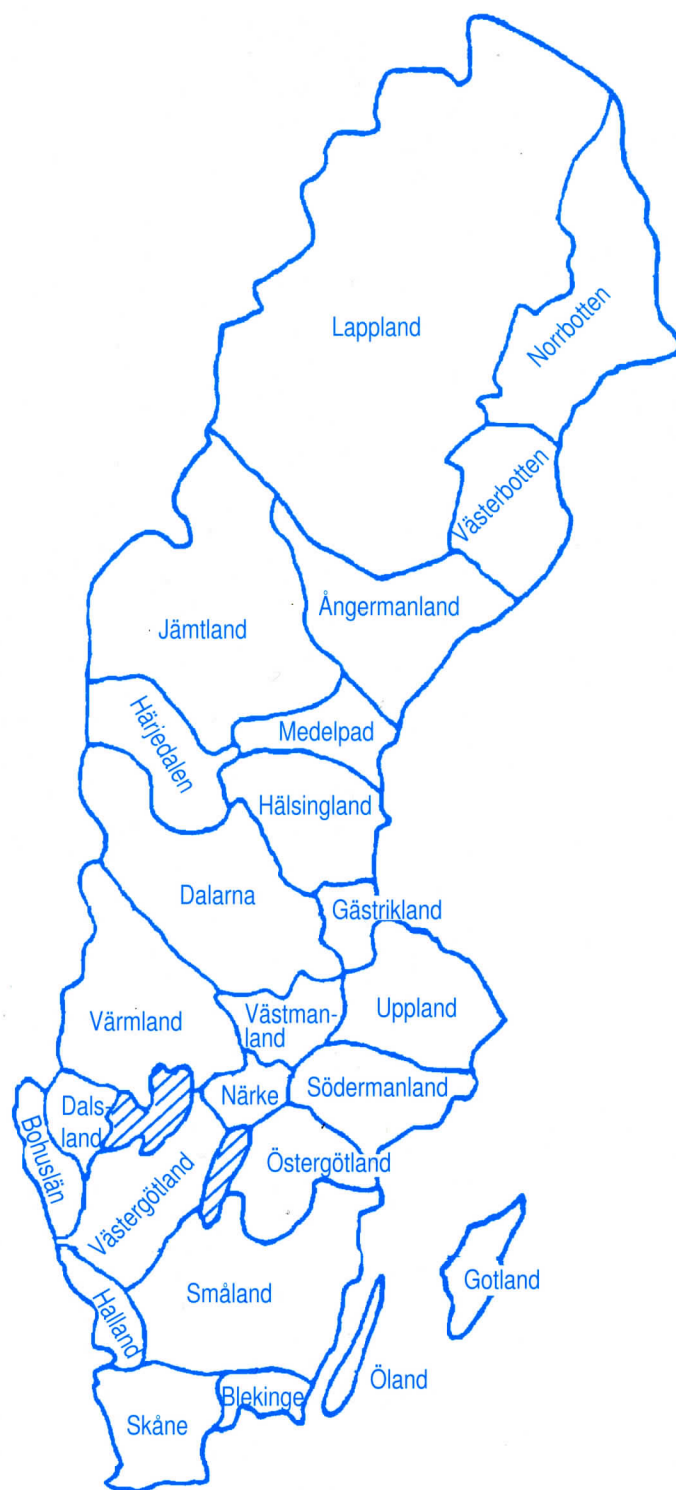 Lappland
Norrbotten
Västerbotten
Ångermanland
Jämtland
Härjedalen
Medelpad
Hälsingland
Dalarna
Gästrikland
Värmland
Västman-
land
Uppland
Närke
Södermanland
Dals-
land
Bohuslän
Västergötland
Östergötland
Gotland
Halland
Småland
Öland
Blekinge
Skåne